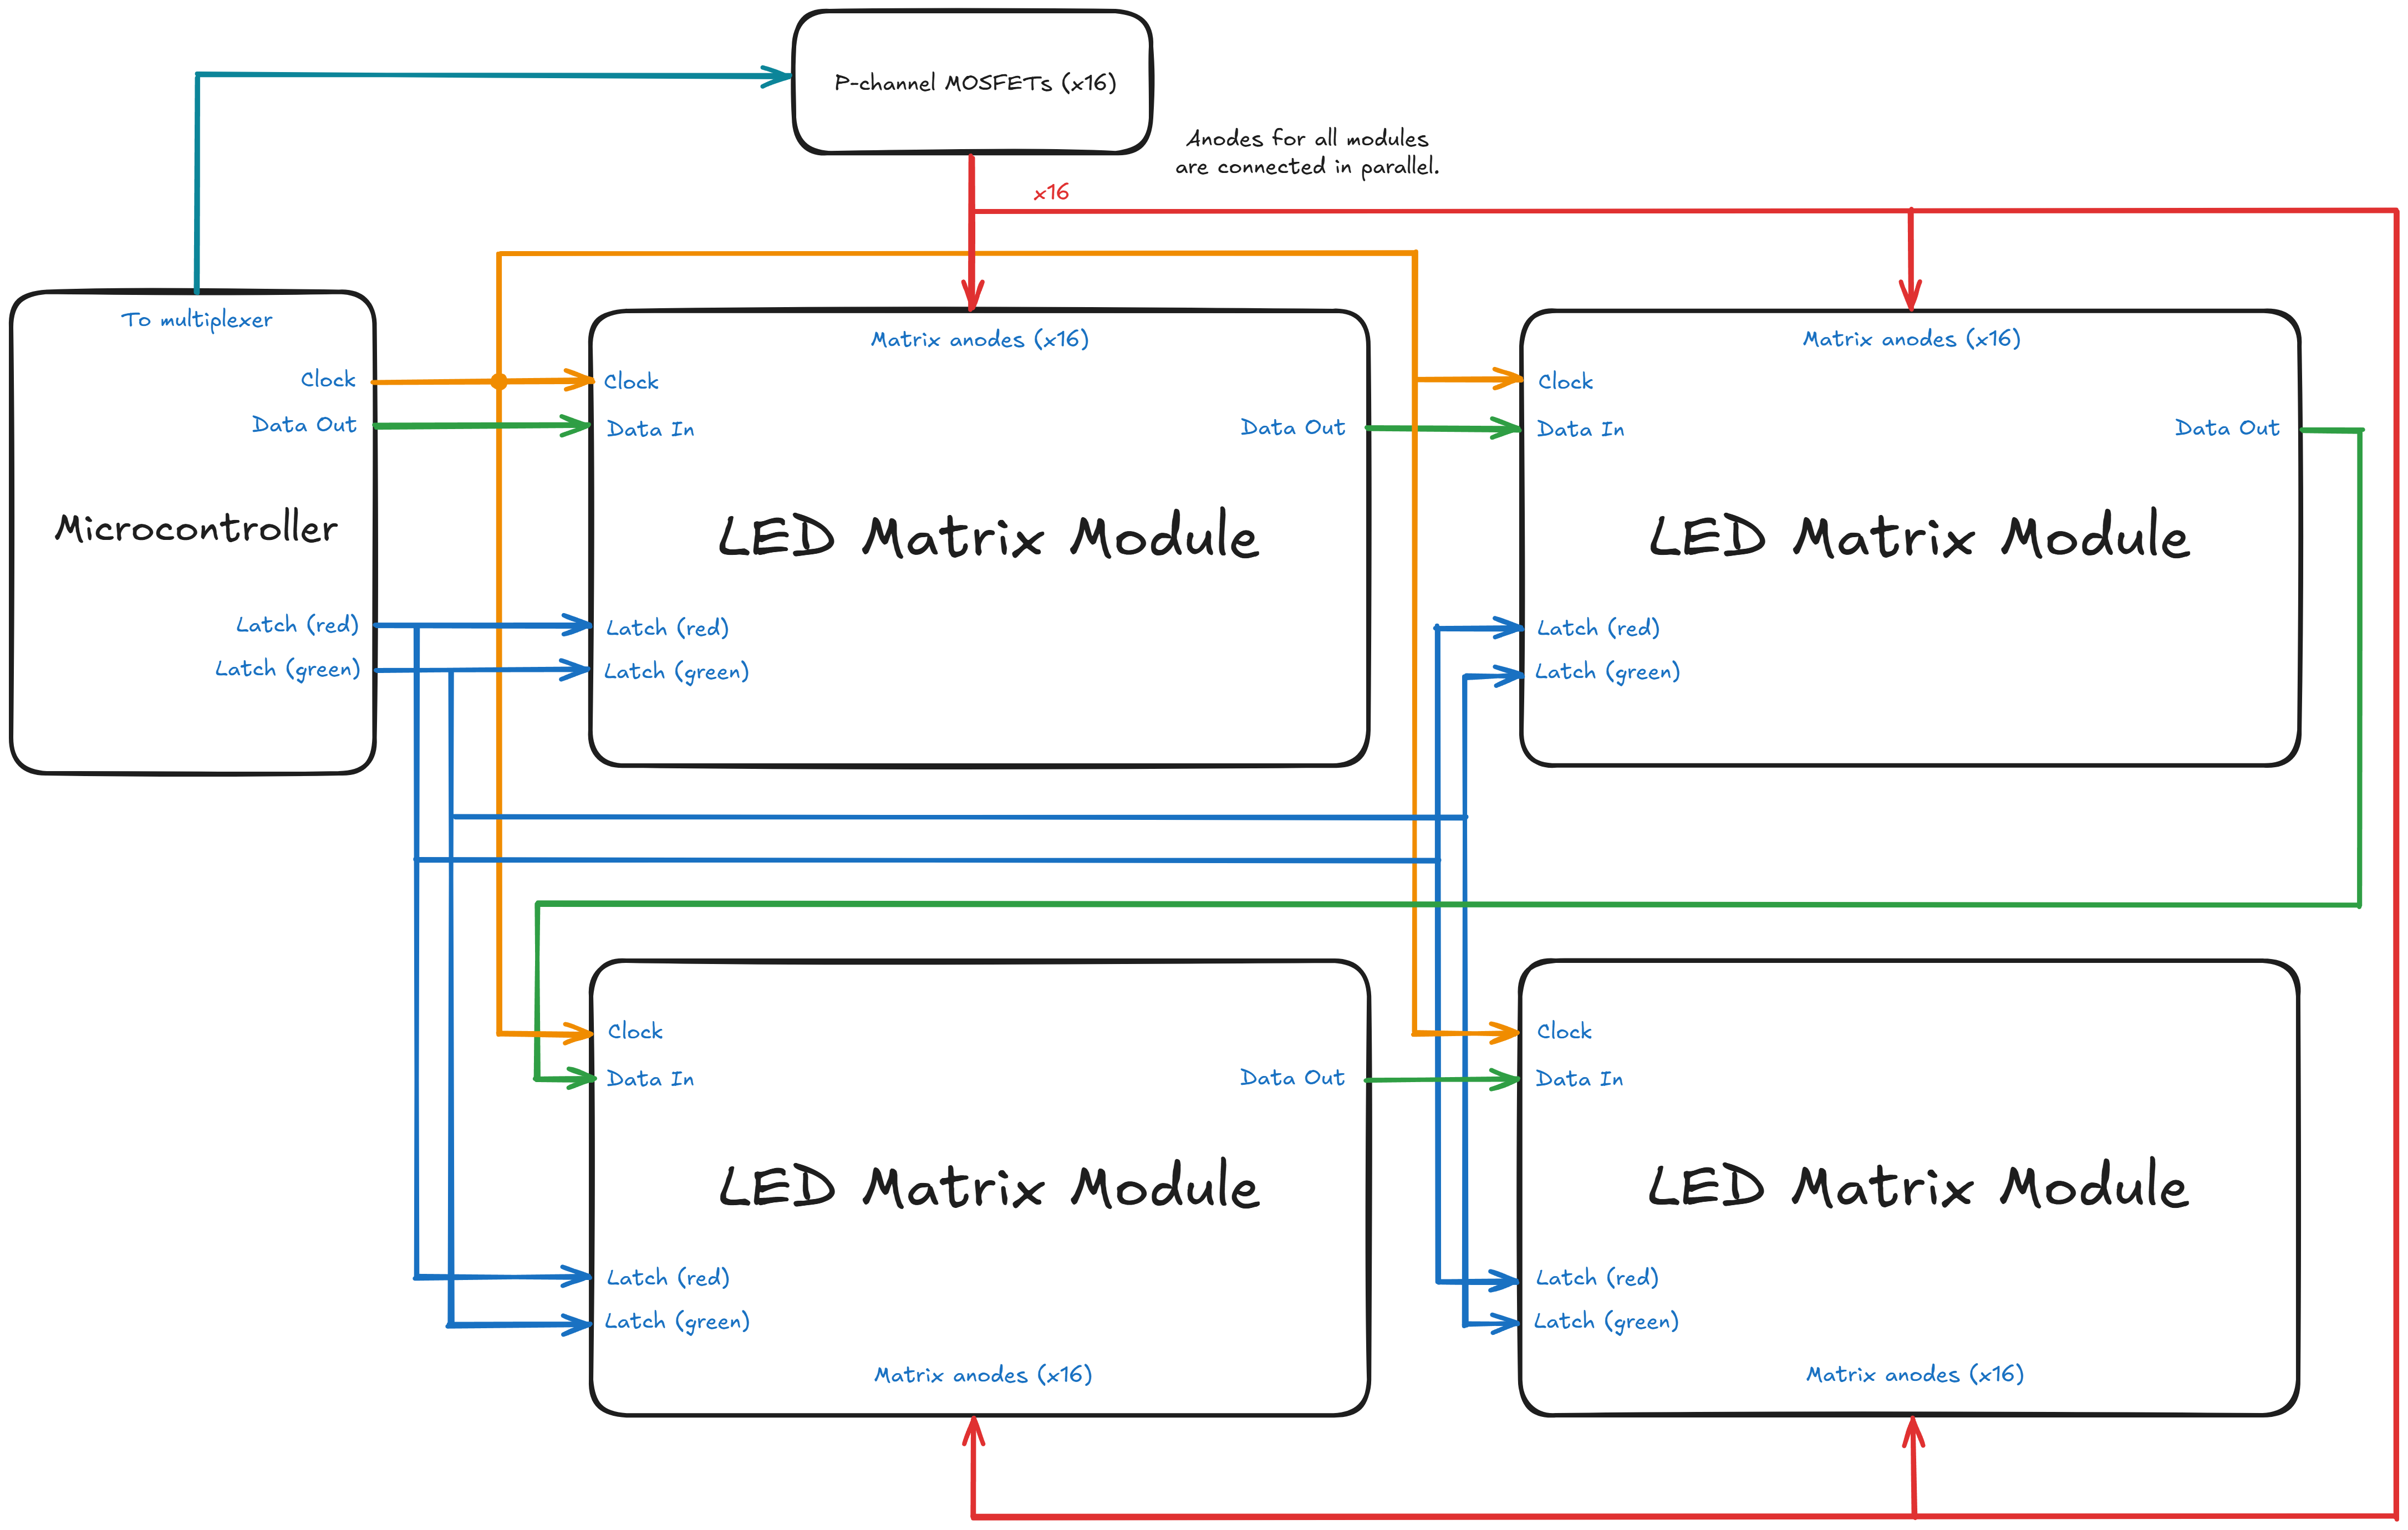 P-channel MOSFETs (x16)
Anodes for all modules
are connected in parallel.
x16
To multiplexer
Clock
Data Out
Microcontroller
Latch (red)
Latch (green)
Matrix anodes (x16)
Clock
Data In
Data Out
LED Matrix Module
Latch (red)
Latch (green)
Matrix anodes (x16)
Clock
Data In
Data Out
LED Matrix Module
Latch (red)
Latch (green)
Clock
Data In
Data Out
LED Matrix Module
Latch (red)
Latch (green)
Matrix anodes (x16)
Clock
Data In
LED Matrix Module
Latch (red)
Latch (green)
Matrix anodes (x16)